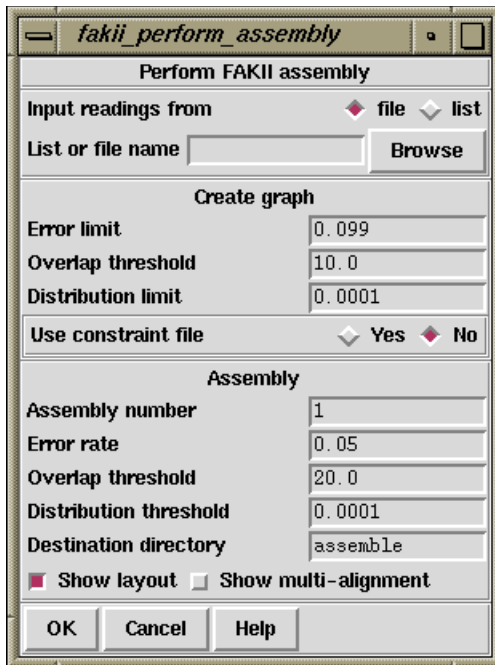 fakii_perform_assembly
Perform FAKII assembly
Input readings from file list
List or file name Browse
Create graph
Error limit 0.099
Overlap threshold 10.0
Distribution limit 0.0001
Use constraint file Yes No
Assembly
Assembly number 1
Error rate 0.05
Overlap threshold 20.0
Distribution threshold 0.0001
Destination directory assemble
Show layout Show multi-alignment
OK Cancel Help